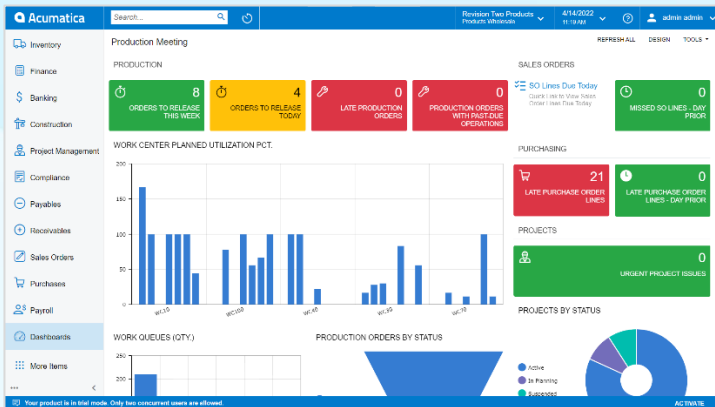 Acumatica
Search...
Revision Two Products
Products Wholesale
4/14/2022
11:19 AM
admin admin
Inventory
Finance
Banking
Construction
Project Management
Compliance
Payables
Receivables
Sales Orders
Purchases
Payroll
Dashboards
More Items
Production Meeting
REFRESH ALL
DESIGN
TOOLS
PRODUCTION
8
ORDERS TO RELEASE
THIS WEEK
4
ORDERS TO RELEASE
TODAY
0
LATE PRODUCTION
ORDERS
0
PRODUCTION ORDERS
WITH PAST-DUE
OPERATIONS
SALES ORDERS
SO Lines Due Today
Quick Link to View Sales
Order Lines Due Today
0
MISSED SO LINES - DAY
PRIOR
WORK CENTER PLANNED UTILIZATION PCT.
200
150
100
50
0
WC10
WC100
WC40
WC50
WC70
PURCHASING
21
LATE PURCHASE ORDER
LINES
0
LATE PURCHASE ORDER
LINES - DAY PRIOR
PROJECTS
0
URGENT PROJECT ISSUES
WORK QUEUES (QTY.)
250
200
PRODUCTION ORDERS BY STATUS
PROJECTS BY STATUS
Active
In Planning
Suspended
Your product is in trial mode. Only two concurrent users are allowed.
ACTIVATE